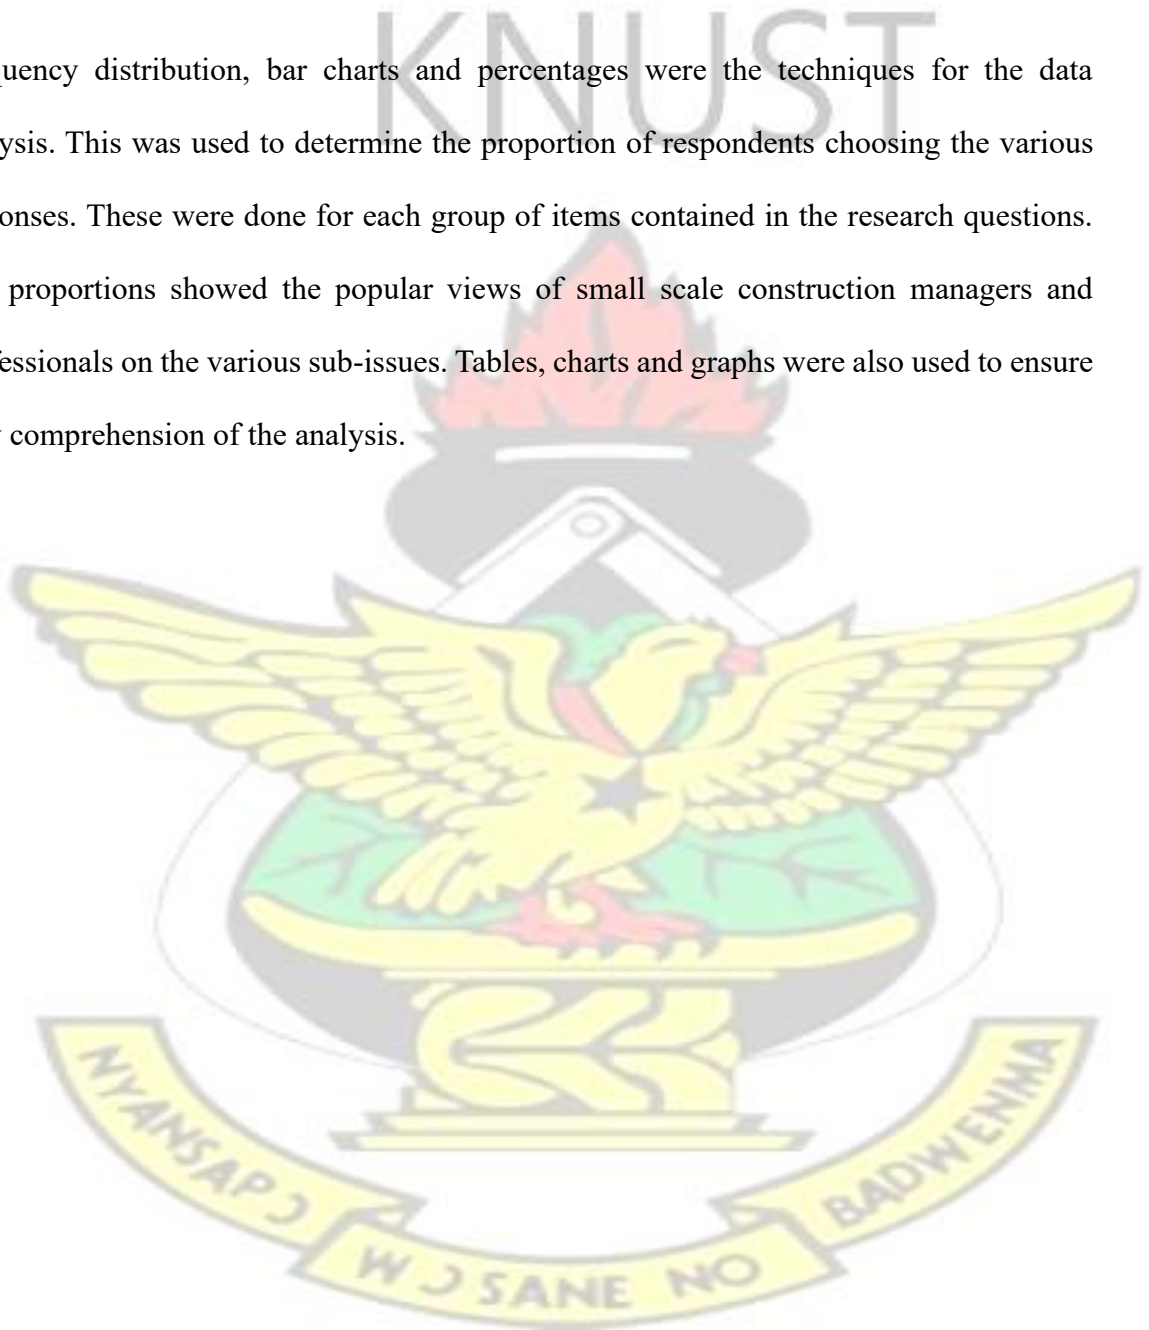 KNUST
uency distribution, bar charts and percentages were the techniques for the data
ysis. This was used to determine the proportion of respondents choosing the various
onses. These were done for each group of items contained in the research questions.
proportions showed the popular views of small scale construction managers and
essionals on the various sub-issues. Tables, charts and graphs were also used to ensure
comprehension of the analysis.
NYANSAPƆ
WƆSANE NO
BADWENMA